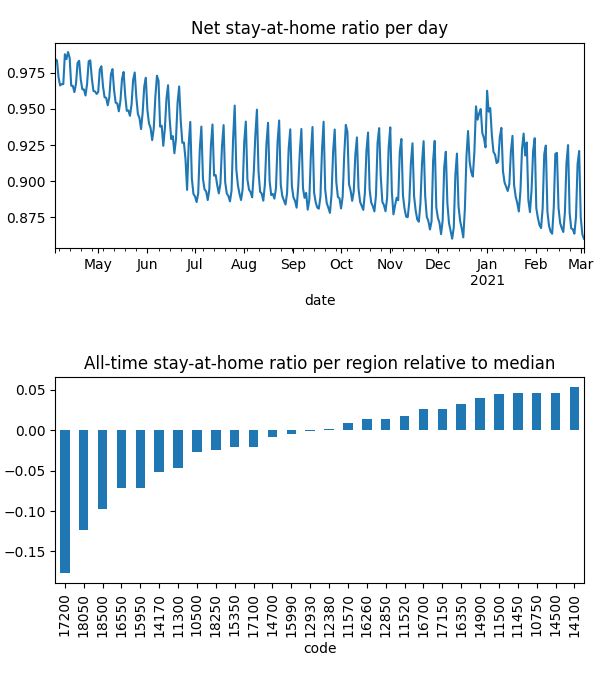 Net stay-at-home ratio per day
0.975
0.950
0.925
0.900
0.875
May Jun Jul Aug Sep Oct Nov Dec Jan Feb Mar
2021
date
All-time stay-at-home ratio per region relative to median
0.05
0.00
−0.05
−0.10
−0.15
17200 18050 18500 16550 15950 14170 11300 10500 18250 15350 17100 14700 15990 12930 12380 11570 16260 12850 11520 16700 17150 16350 14900 11500 11450 10750 14500 14100
code